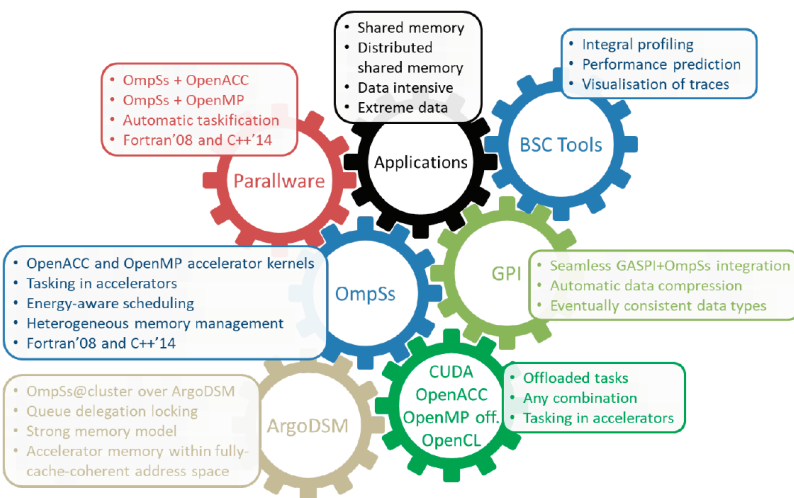 • Shared memory
• Distributed
shared memory
• Data intensive
• Extreme data
Applications
• Integral profiling
• Performance prediction
• Visualisation of traces
BSC Tools
• OmpSs + OpenACC
• OmpSs + OpenMP
• Automatic taskification
• Fortran’08 and C++’14
Parallware
• OpenACC and OpenMP accelerator kernels
• Tasking in accelerators
• Energy-aware scheduling
• Heterogeneous memory management
• Fortran’08 and C++’14
OmpSs
GPI
• Seamless GASPI+OmpSs integration
• Automatic data compression
• Eventually consistent data types
• OmpSs@cluster over ArgoDSM
• Queue delegation locking
• Strong memory model
• Accelerator memory within fully-
cache-coherent address space
ArgoDSM
CUDA
OpenACC
OpenMP off.
OpenCL
• Offloaded tasks
• Any combination
• Tasking in accelerators